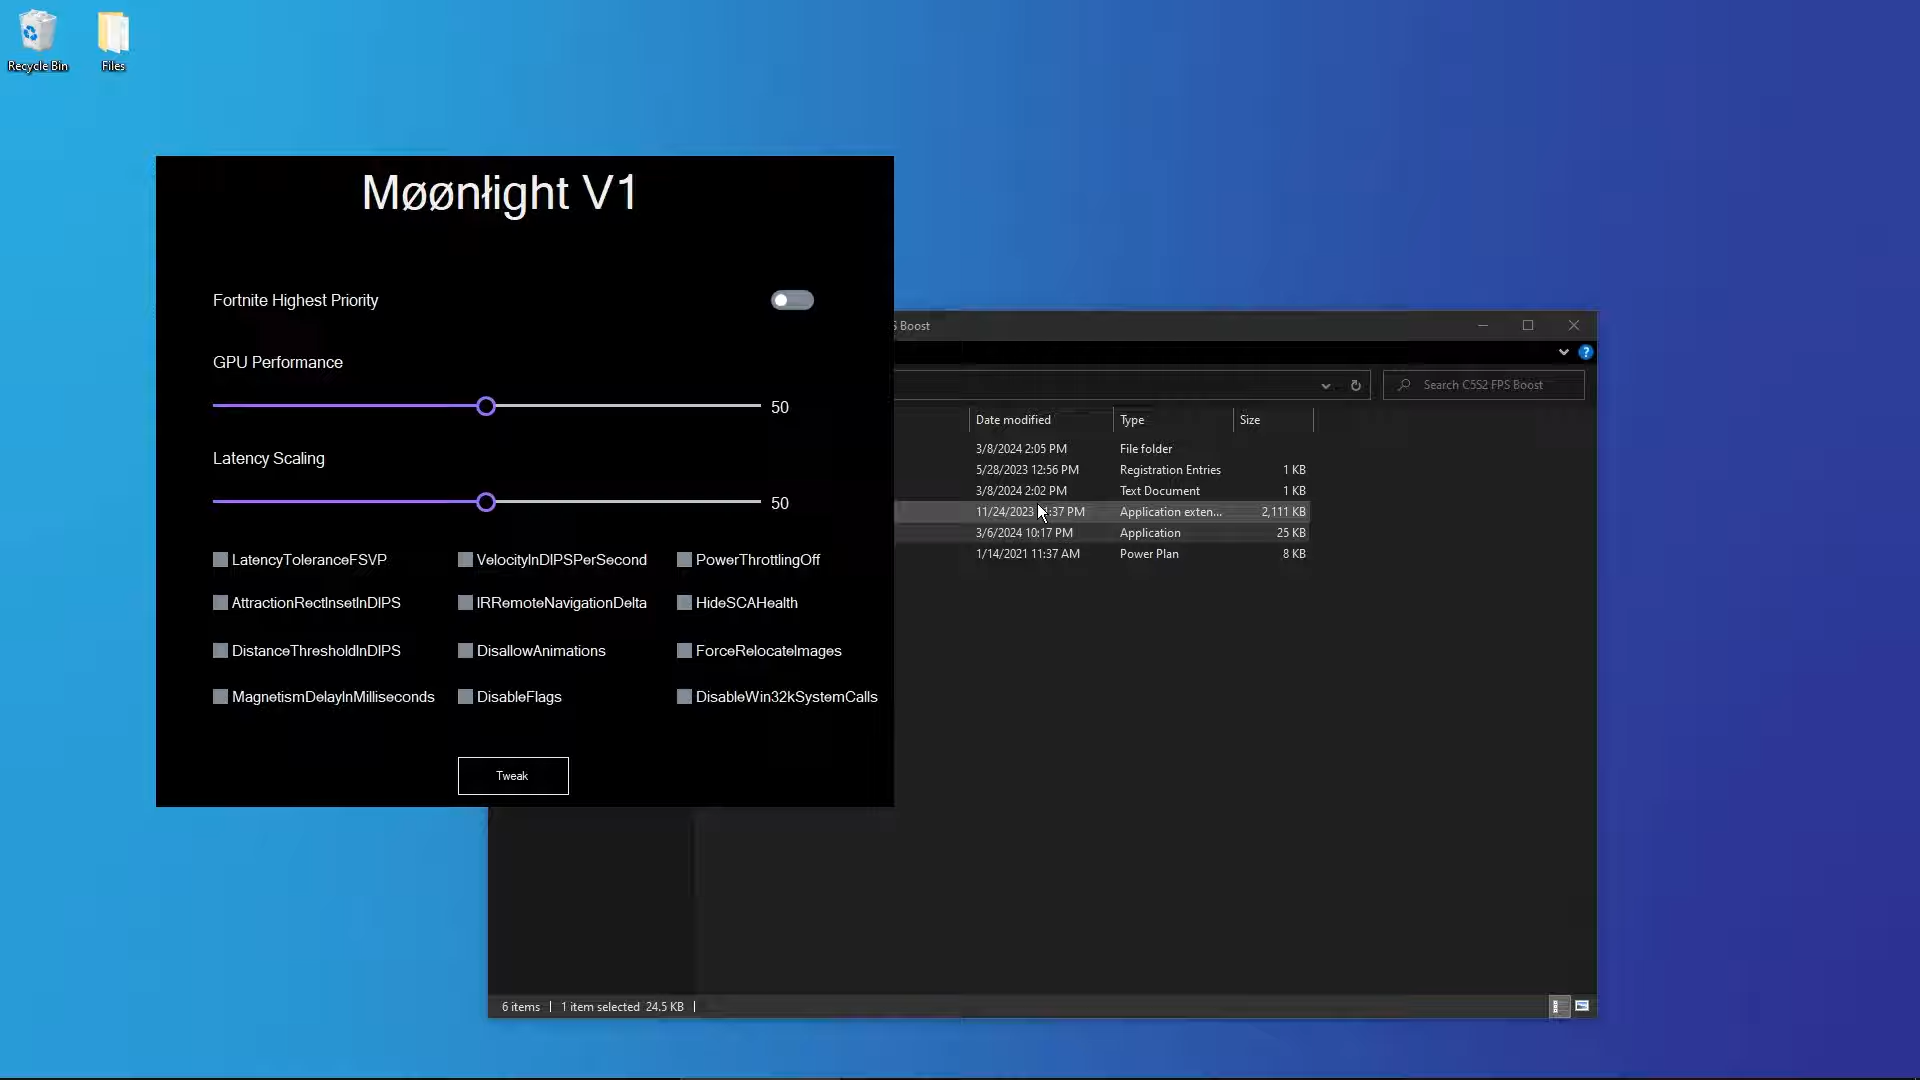 Recycle Bin
Files
Møønłight V1
Fortnite Highest Priority
GPU Performance
50
Latency Scaling
50
LatencyToleranceFSVP VelocityInDIPSPerSecond PowerThrottlingOff
AttractionRectInsetInDIPS IRRemoteNavigationDelta HideSCAHealth
DistanceThresholdInDIPS DisallowAnimations ForceRelocateImages
MagnetismDelayInMilliseconds DisableFlags DisableWin32kSystemCalls
Tweak
Boost
?
Search C5S2 FPS Boost
Date modified Type Size
3/8/2024 2:05 PM File folder
5/28/2023 12:56 PM Registration Entries 1 KB
3/8/2024 2:02 PM Text Document 1 KB
11/24/2023 :37 PM Application exten... 2,111 KB
3/6/2024 10:17 PM Application 25 KB
1/14/2021 11:37 AM Power Plan 8 KB
6 items 1 item selected 24.5 KB